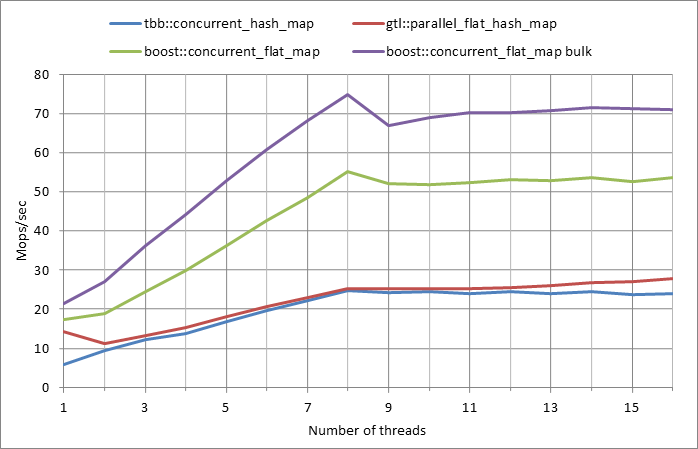 tbb::concurrent_hash_map gtl::parallel_flat_hash_map
boost::concurrent_flat_map boost::concurrent_flat_map bulk
80
70
60
50
40
30
20
10
0
Mops/sec
1 3 5 7 9 11 13 15
Number of threads